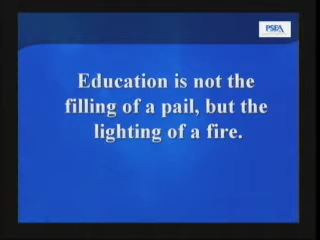 PSEA
Education is not the
filling of a pail, but the
lighting of a fire.